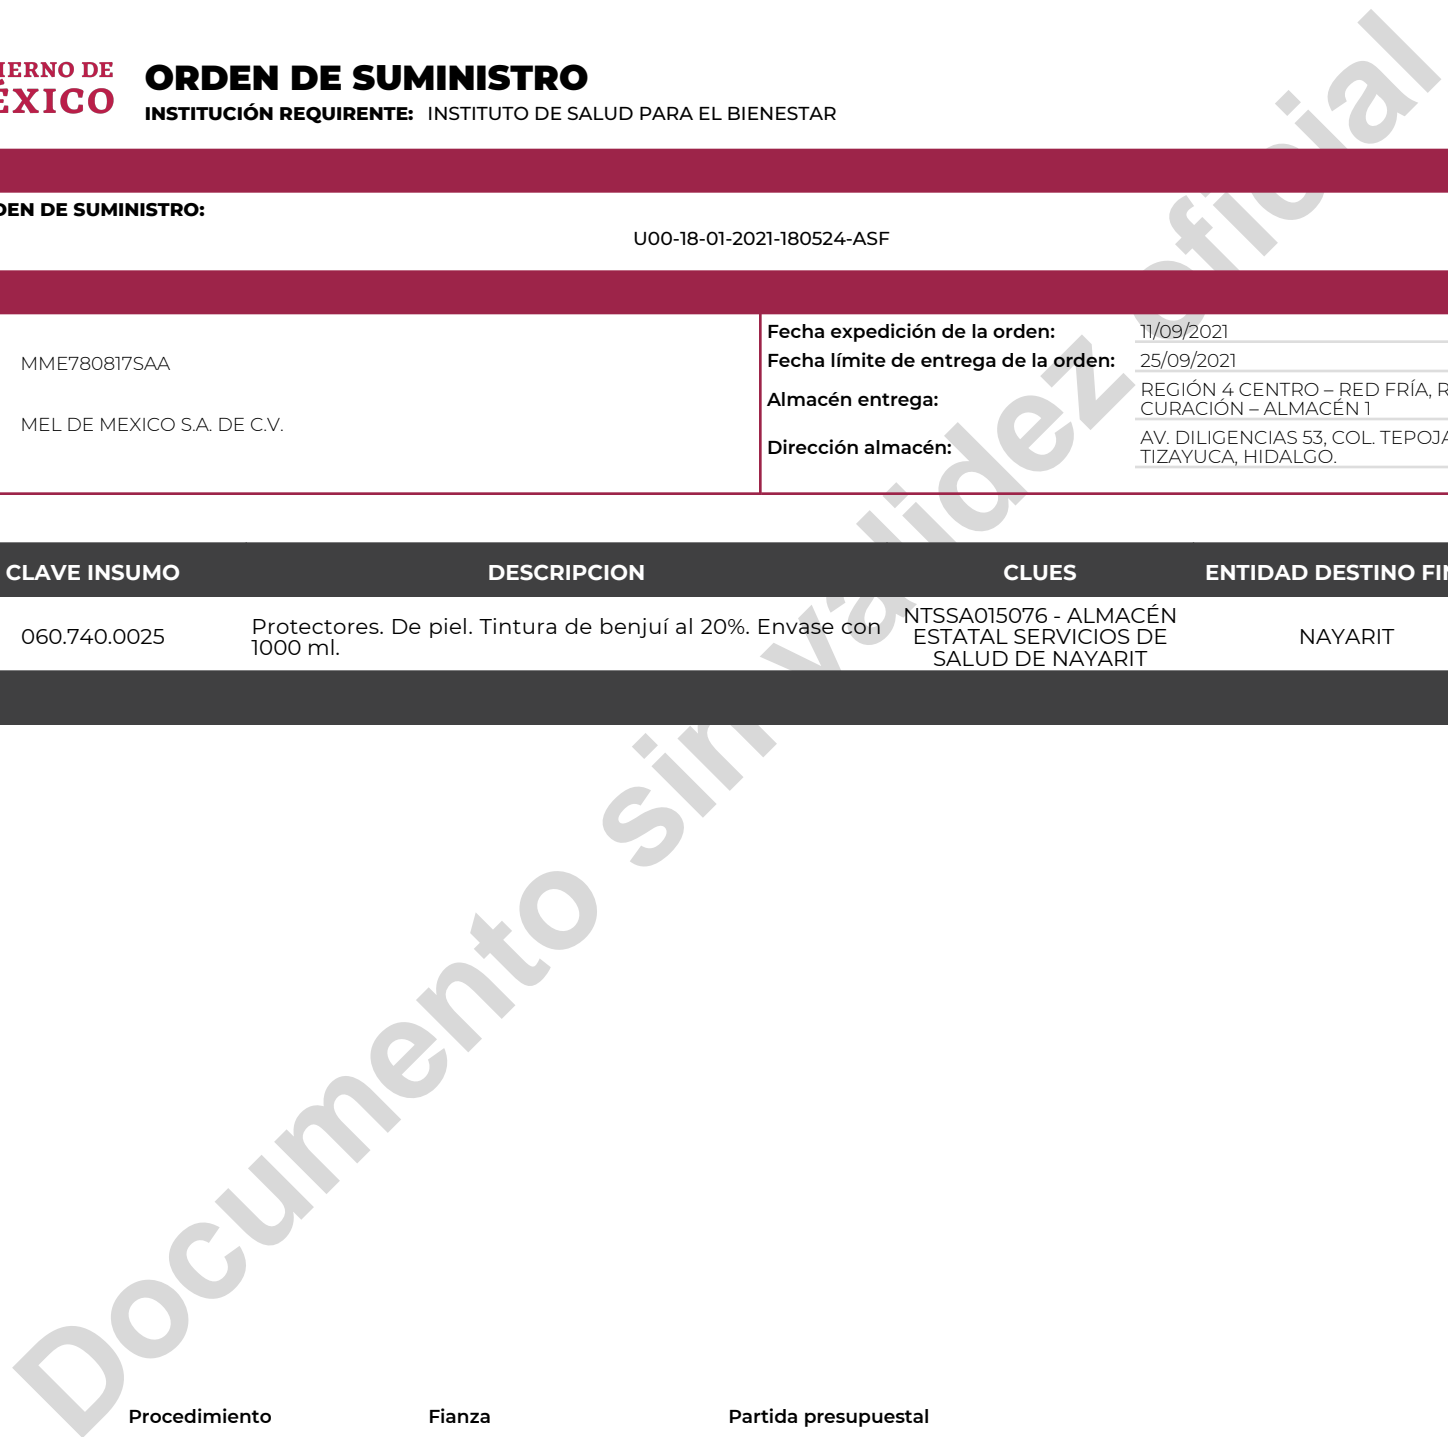 IERNO DE
ÉXICO
ORDEN DE SUMINISTRO
INSTITUCIÓN REQUIRENTE: INSTITUTO DE SALUD PARA EL BIENESTAR
DEN DE SUMINISTRO:
U00-18-01-2021-180524-ASF
MME780817SAA
MEL DE MEXICO S.A. DE C.V.
Fecha expedición de la orden: 11/09/2021
Fecha límite de entrega de la orden: 25/09/2021
Almacén entrega: REGIÓN 4 CENTRO – RED FRÍA, R
CURACIÓN – ALMACÉN 1
Dirección almacén: AV. DILIGENCIAS 53, COL. TEPOJA
TIZAYUCA, HIDALGO.
CLAVE INSUMO DESCRIPCION CLUES ENTIDAD DESTINO FIN
060.740.0025
Protectores. De piel. Tintura de benjuí al 20%. Envase con
1000 ml.
NTSSA015076 - ALMACÉN
ESTATAL SERVICIOS DE
SALUD DE NAYARIT
NAYARIT
Documento sin validez oficial
Procedimiento Fianza Partida presupuestal